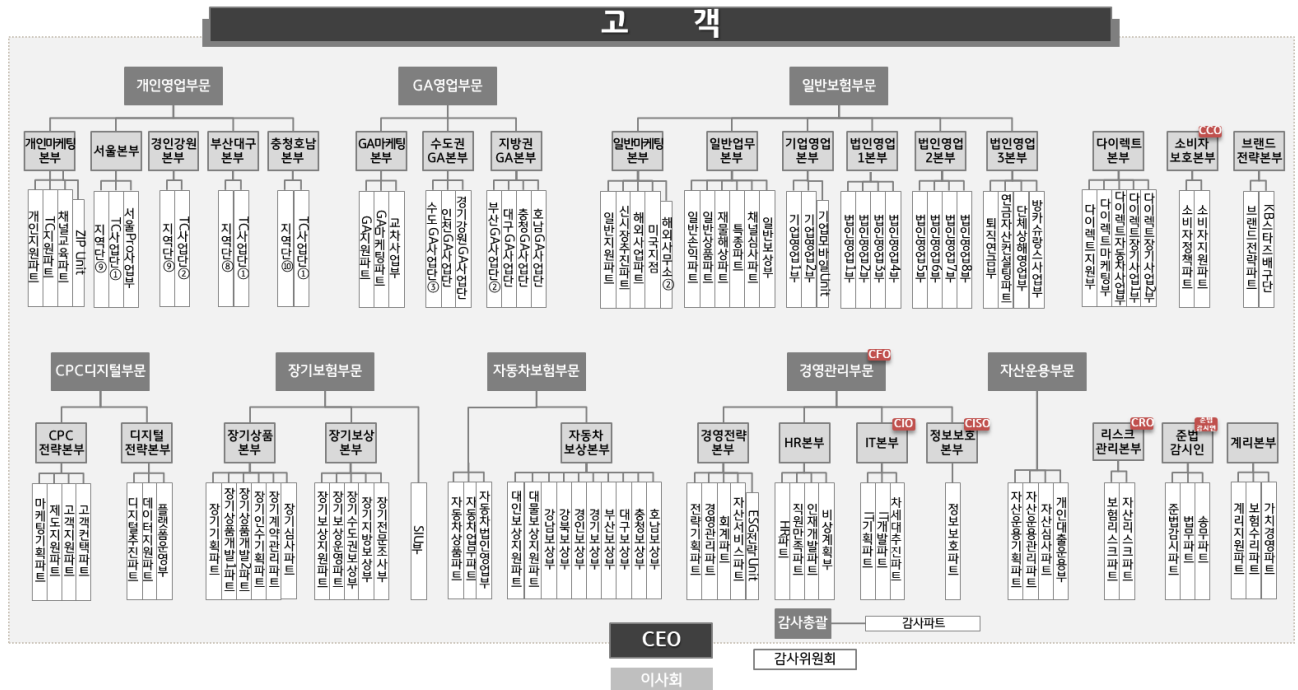 고 객
개인영업부문
GA영업부문
일반보험부문
개인마케팅
본부
서울본부
경인강원
본부
부산대구
본부
충청호남
본부
GA마케팅
본부
수도권
GA본부
지방권
GA본부
일반마케팅
본부
일반업무
본부
기업영업
본부
법인영업
1본부
법인영업
2본부
법인영업
3본부
다이렉트
본부
CCO
소비자
보호본부
브랜드
전략본부
개인지원파트
TC지원파트
채널교육파트
ZIP Unit
지역단⑨
TC사업단①
서울Pro사업부
지역단⑨
TC사업단②
지역단⑧
TC사업단①
지역단⑩
TC사업단①
GA지원파트
GA마케팅파트
교차사업부
수도GA사업단③
인천GA사업단
경기강원GA사업단
부산GA사업단②
대구GA사업단
충청GA사업단
호남GA사업단
일반지원파트
신시장추진파트
해외사업파트
미국지점
해외사무소②
일반손익파트
일반상품파트
재물해상파트
특종파트
채널심사파트
일반보상부
기업영업1부
기업영업2부
기업모바일Unit
법인영업1부
법인영업2부
법인영업3부
법인영업4부
법인영업5부
법인영업6부
법인영업7부
법인영업8부
퇴직연금부
연금자산컨설팅파트
단체상해영업부
방카슈랑스사업부
다이렉트지원부
다이렉트마케팅부
다이렉트자동차사업부
다이렉트장기사업1부
다이렉트장기사업2부
소비자정책파트
소비자지원파트
브랜드전략파트
KB스타즈배구단
CPC디지털부문
장기보험부문
자동차보험부문
경영관리부문
CFO
자산운용부문
CPC
전략본부
디지털
전략본부
장기상품
본부
장기보상
본부
자동차
보상본부
경영전략
본부
HR본부
CIO
IT본부
CISO
정보보호
본부
CRO
리스크
관리본부
준법
감시인
준법
감시인
계리본부
마케팅기획파트
제도지원파트
고객지원파트
고객컨택파트
디지털추진파트
데이터지원파트
플랫폼운영부
장기기획파트
장기상품개발1파트
장기상품개발2파트
장기인수기획파트
장기계약관리파트
장기심사파트
장기보상지원파트
장기보상운영파트
장기수도권보상부
장기지방보상부
장기전문조사부
SIU부
자동차상품파트
자동차업무파트
자동차법인영업부
대인보상지원파트
대물보상지원파트
강남보상부
강북보상부
경인보상부
경기보상부
부산보상부
대구보상부
충청보상부
호남보상부
전략기획파트
경영관리파트
회계파트
자산서비스파트
ESG전략Unit
HR파트
직원만족파트
인재개발파트
비상계획부
IT기획파트
IT개발파트
차세대추진파트
정보보호파트
자산운용기획파트
자산운용관리파트
자산심사파트
개인대출운용부
보험리스크파트
자산리스크파트
준법감시파트
법무파트
송무파트
계리지원파트
보험수리파트
가치경영파트
감사총괄
감사파트
CEO
감사위원회
이사회